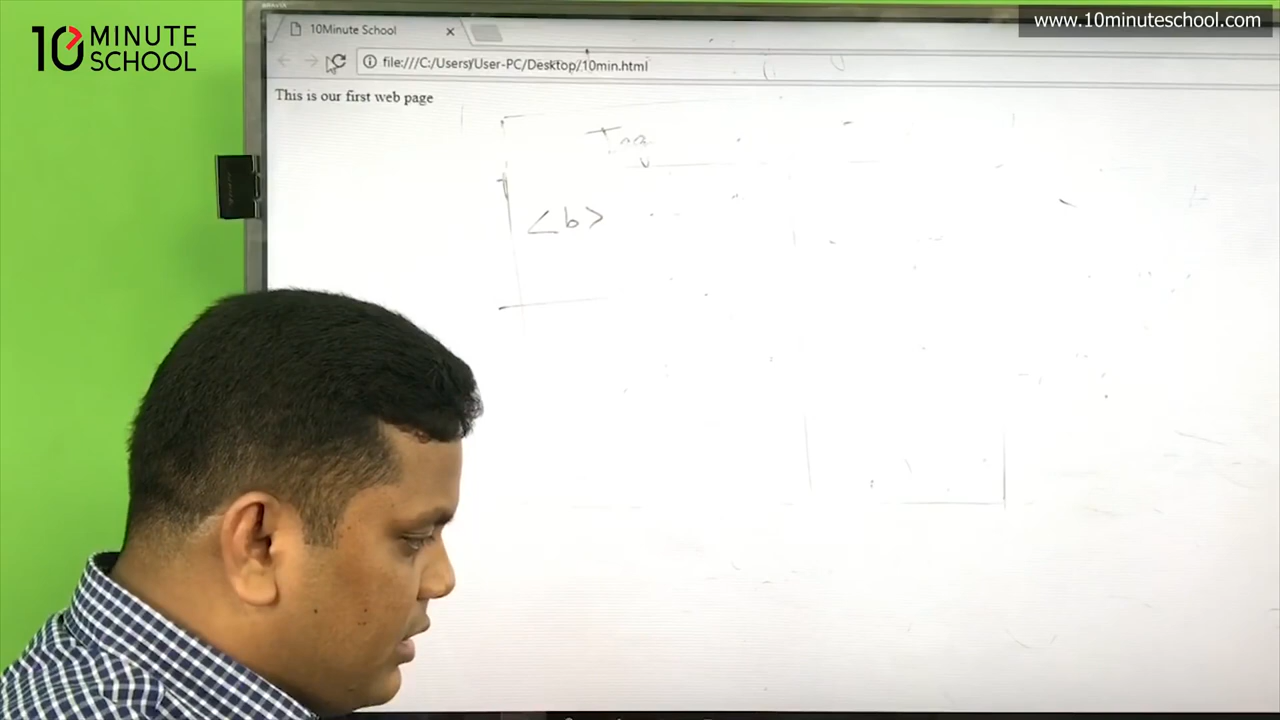 10 MINUTE
SCHOOL
www.10minuteschool.com
10Minute School
file:///C:/Users/User-PC/Desktop/10min.html
This is our first web page
Tag
<b>